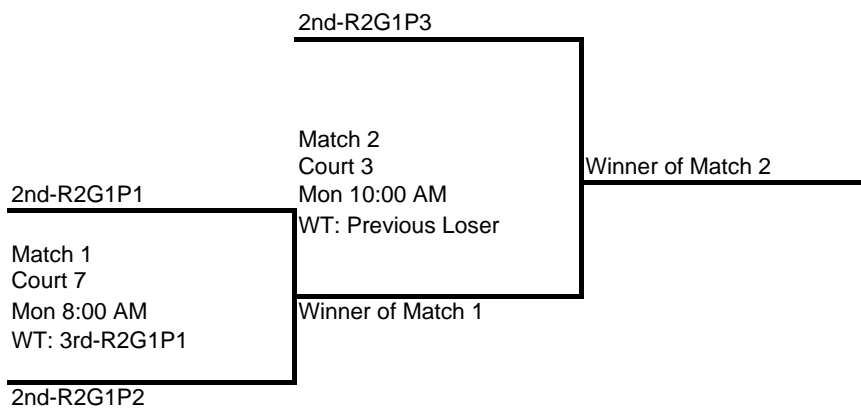 2nd-R2G1P3
Match 2
Court 3
Mon 10:00 AM
WT: Previous Loser
Winner of Match 2
2nd-R2G1P1
Match 1
Court 7
Mon 8:00 AM
WT: 3rd-R2G1P1
Winner of Match 1
2nd-R2G1P2